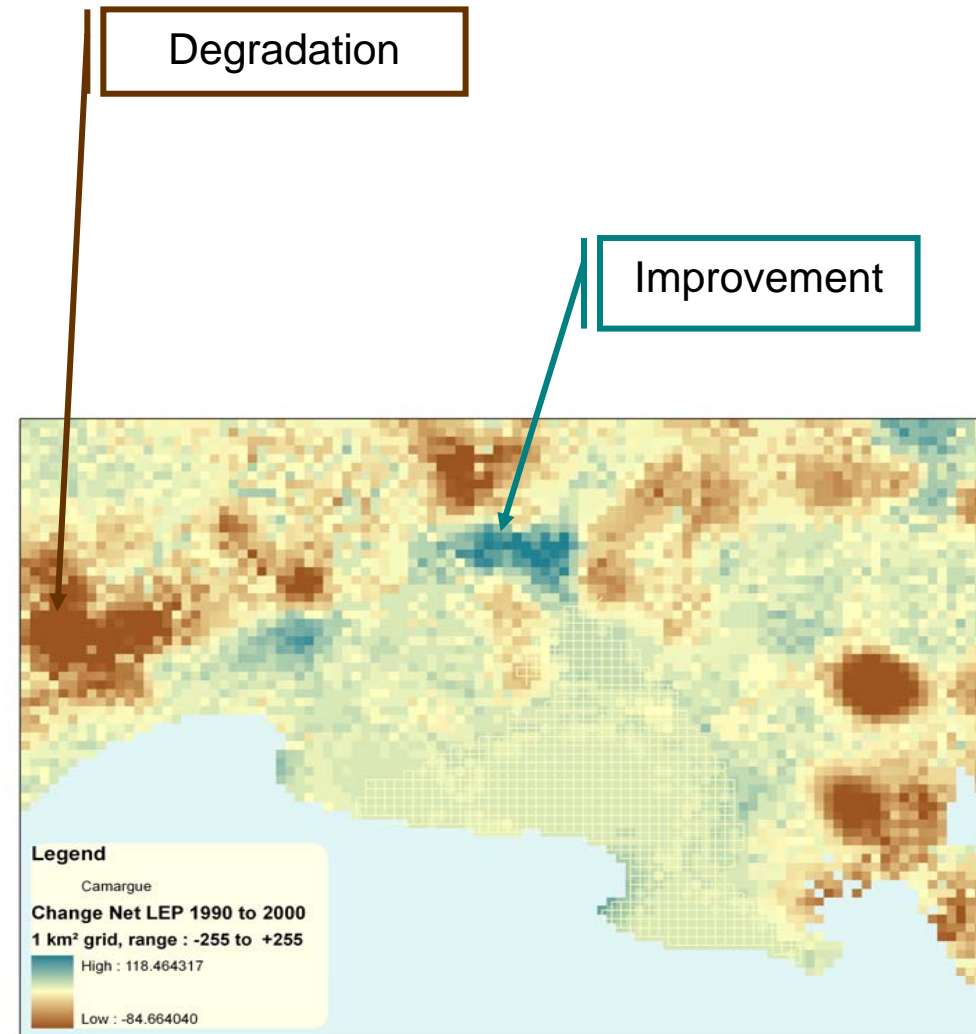 Degradation
Improvement
Legend
Camargue
Change Net LEP 1990 to 2000
1 km² grid, range : -255 to +255
High : 118.464317
Low : -84.664040